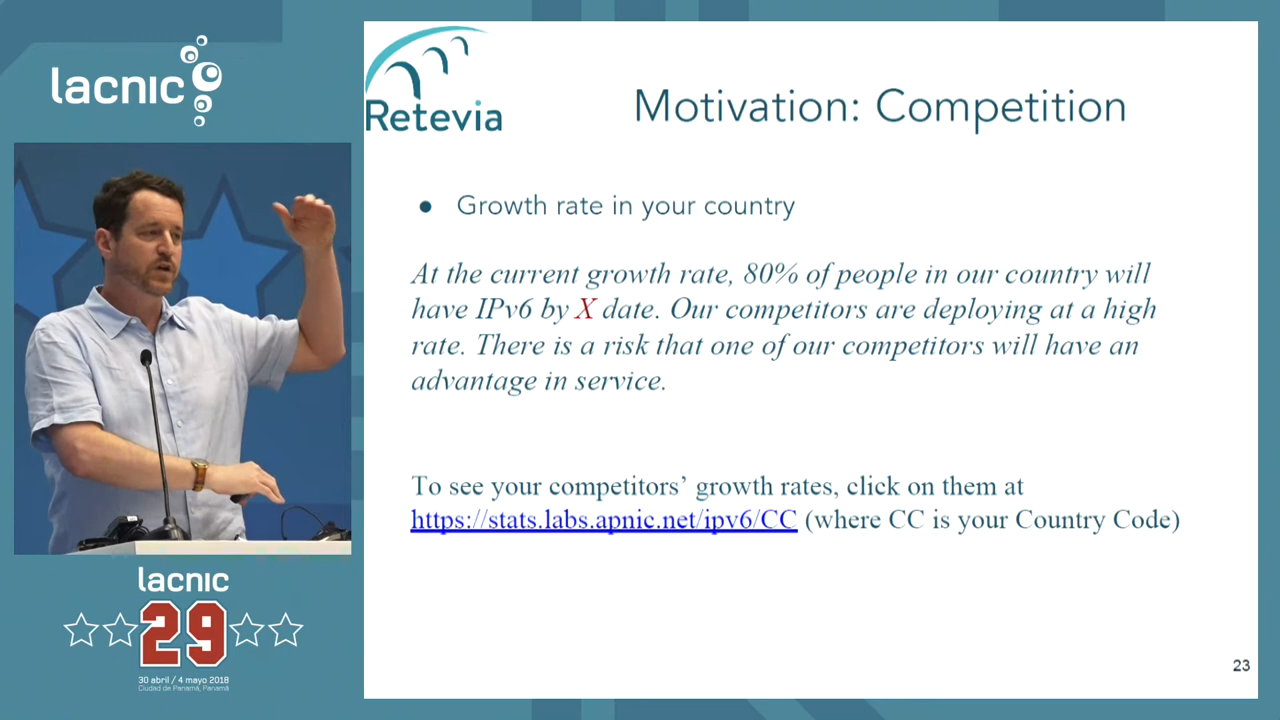 lacnic
Retevia
Motivation: Competition
● Growth rate in your country
At the current growth rate, 80% of people in our country will
have IPv6 by X date. Our competitors are deploying at a high
rate. There is a risk that one of our competitors will have an
advantage in service.
To see your competitors’ growth rates, click on them at
https://stats.labs.apnic.net/ipv6/CC (where CC is your Country Code)
lacnic
29
30 abril / 4 mayo 2018
Ciudad de Panamá, Panamá
23